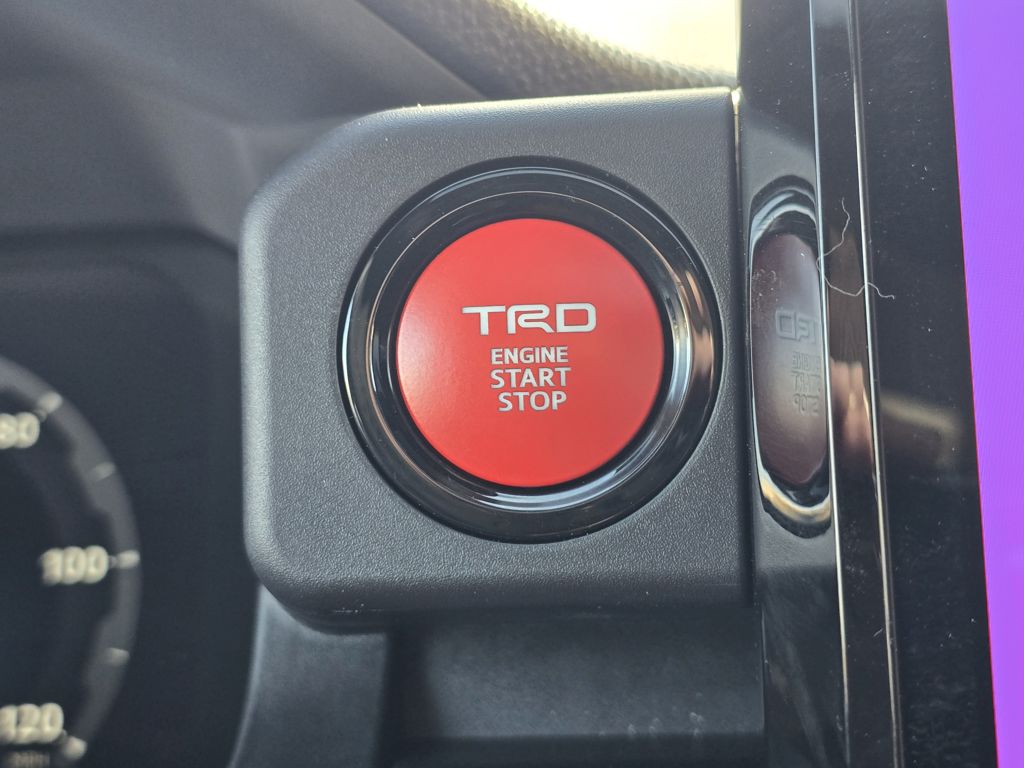 TRD
ENGINE
START
STOP
80
100
120